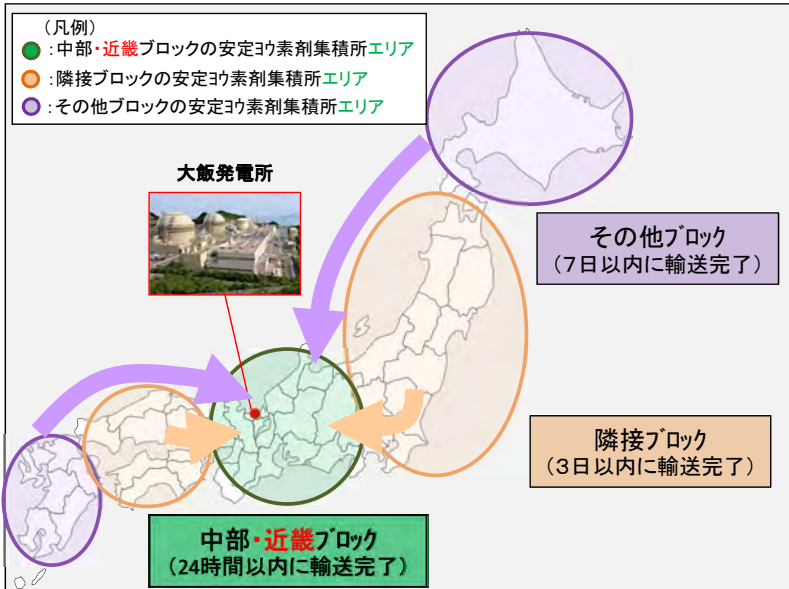 (凡例)
:中部・近畿ブロックの安定ヨウ素剤集積所エリア
:隣接ブロックの安定ヨウ素剤集積所エリア
:その他ブロックの安定ヨウ素剤集積所エリア
大飯発電所
その他ブロック
(7日以内に輸送完了)
隣接ブロック
(3日以内に輸送完了)
中部・近畿ブロック
(24時間以内に輸送完了)